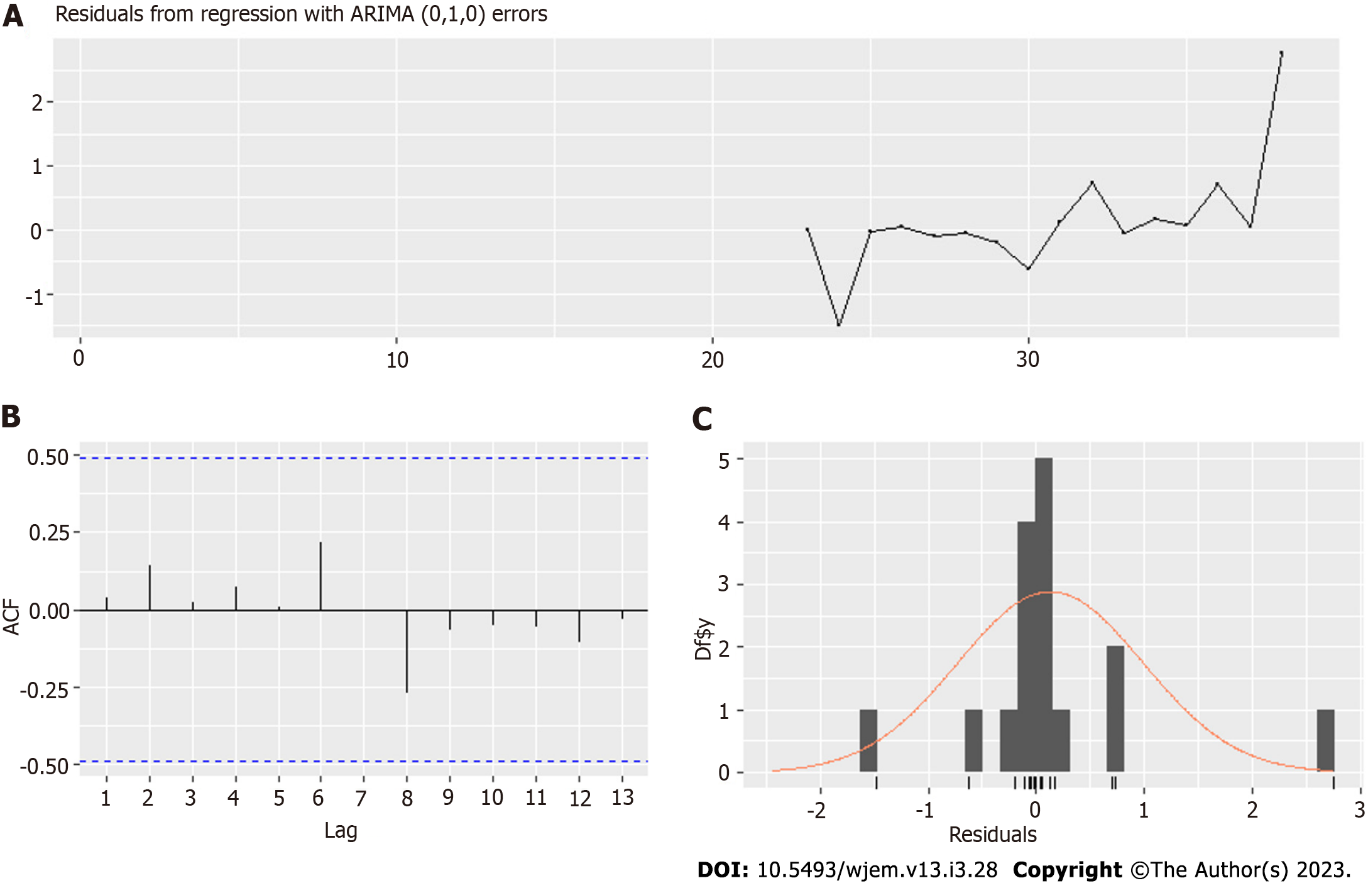 A Residuals from regression with ARIMA (0,1,0) errors
2
1
0
-1
0 10 20 30
B
0.50
0.25
0.00
-0.25
-0.50
ACF
1 2 3 4 5 6 7 8 9 10 11 12 13
Lag
C
5
4
3
2
1
0
Df$y
-2 -1 0 1 2 3
Residuals
DOI: 10.5493/wjem.v13.i3.28 Copyright ©The Author(s) 2023.